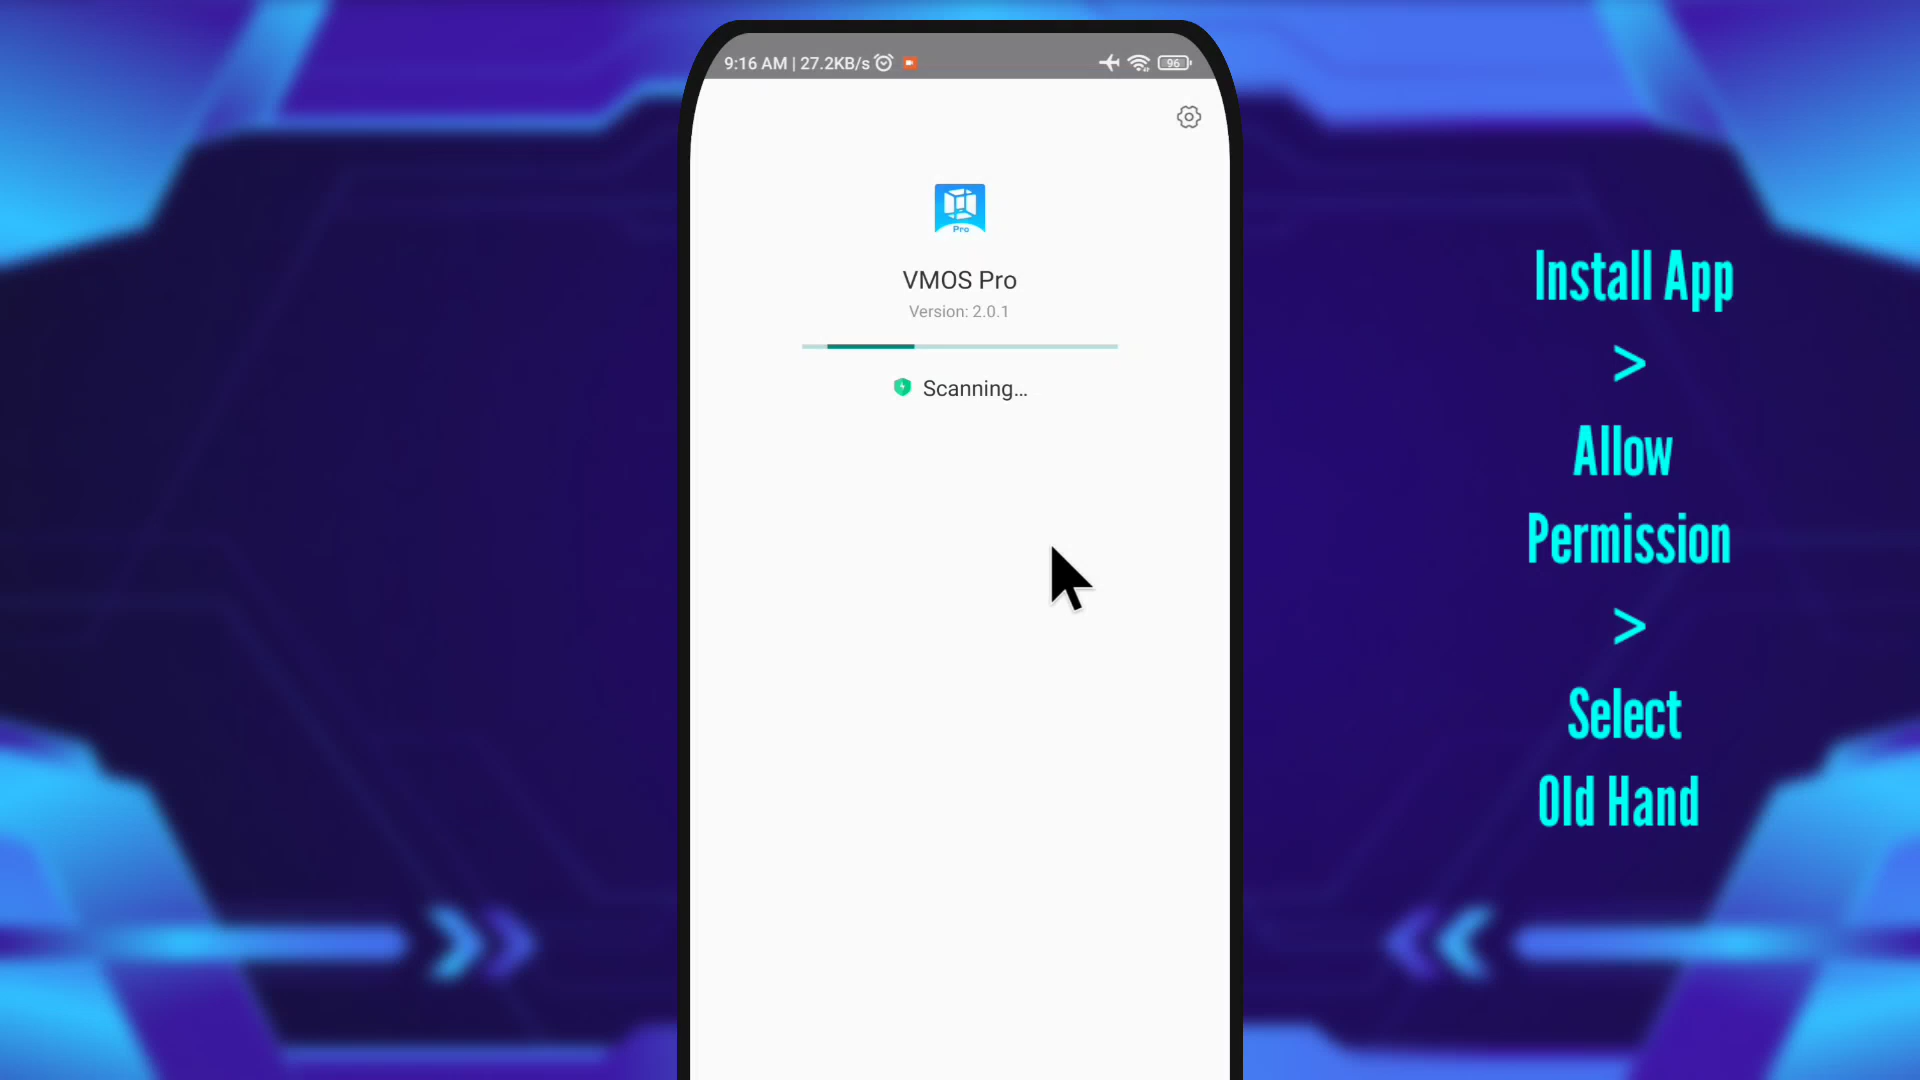 9:16 AM | 27.2KB/s
96
Pro
VMOS Pro
Version: 2.0.1
Scanning...
Install App
>
Allow
Permission
>
Select
Old Hand